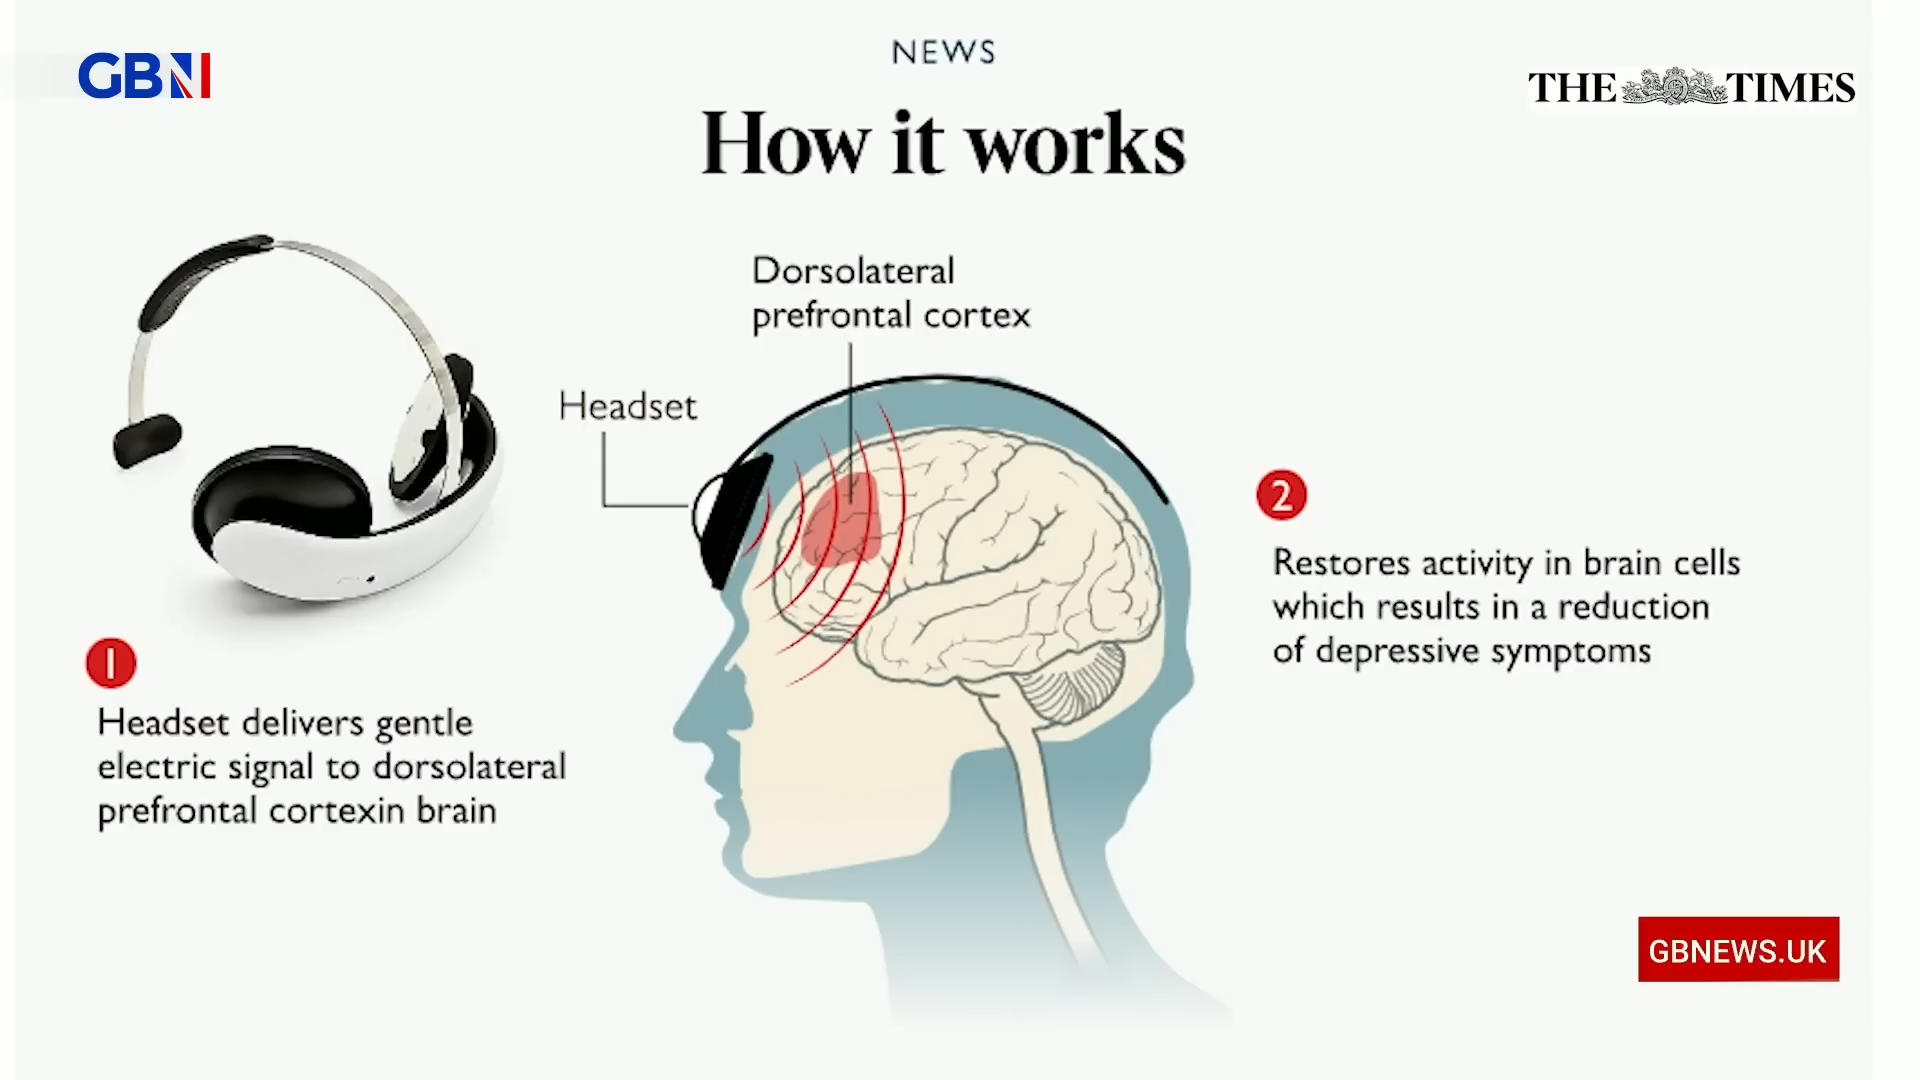 GBN
NEWS
THE TIMES
How it works
Dorsolateral
prefrontal cortex
Headset
1
Headset delivers gentle
electric signal to dorsolateral
prefrontal cortexin brain
2
Restores activity in brain cells
which results in a reduction
of depressive symptoms
GBNEWS.UK